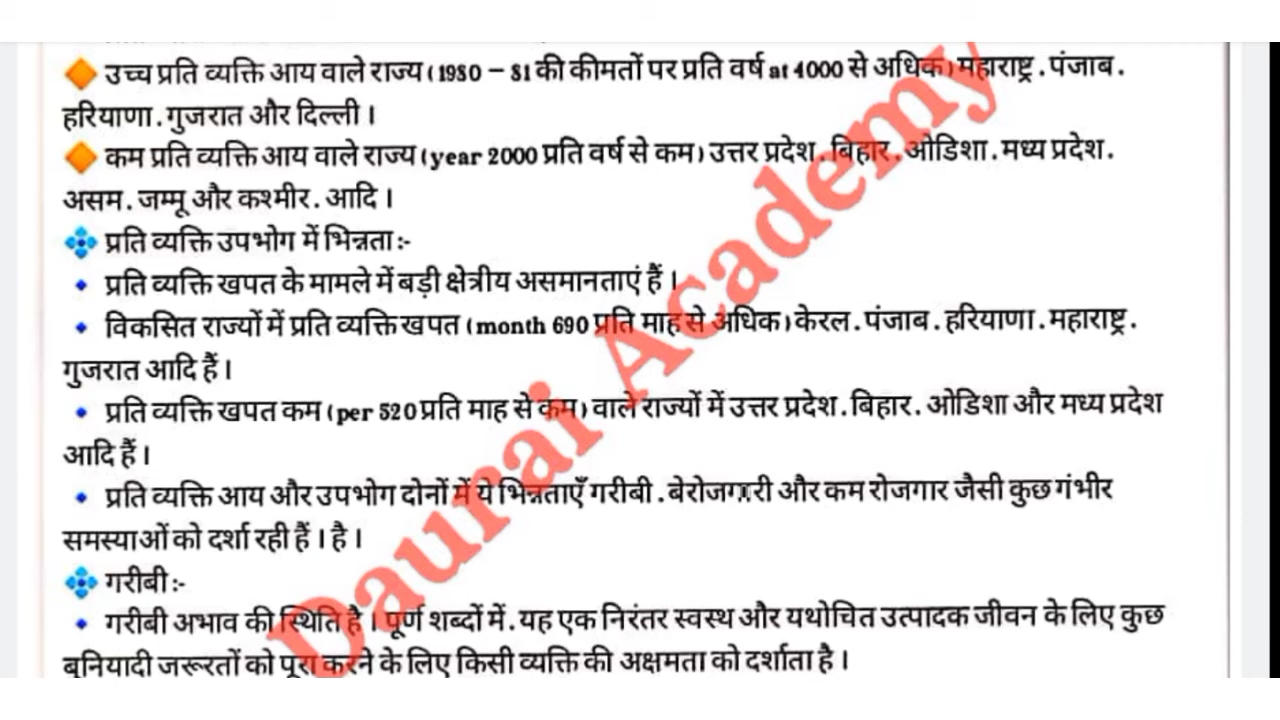 उच्च प्रति व्यक्ति आय वाले राज्य ( 1980 – 81 की कीमतों पर प्रति वर्ष at 4000 से अधिक ) महाराष्ट्र . पंजाब .
हरियाणा . गुजरात और दिल्ली ।
कम प्रति व्यक्ति आय वाले राज्य ( year 2000 प्रति वर्ष से कम ) उत्तर प्रदेश . बिहार . ओडिशा . मध्य प्रदेश .
असम . जम्मू और कश्मीर . आदि ।
प्रति व्यक्ति उपभोग में भिन्नता :-
• प्रति व्यक्ति खपत के मामले में बड़ी क्षेत्रीय असमानताएं हैं ।
• विकसित राज्यों में प्रति व्यक्ति खपत ( month 690 प्रति माह से अधिक ) केरल . पंजाब . हरियाणा . महाराष्ट्र .
गुजरात आदि हैं ।
• प्रति व्यक्ति खपत कम ( per 520 प्रति माह से कम ) वाले राज्यों में उत्तर प्रदेश . बिहार . ओडिशा और मध्य प्रदेश
आदि हैं ।
• प्रति व्यक्ति आय और उपभोग दोनों में ये भिन्नताएँ गरीबी . बेरोजगारी और कम रोजगार जैसी कुछ गंभीर
समस्याओं को दर्शा रही हैं । है ।
गरीबी :-
• गरीबी अभाव की स्थिति है । पूर्ण शब्दों में . यह एक निरंतर स्वस्थ और यथोचित उत्पादक जीवन के लिए कुछ
बुनियादी जरूरतों को पूरा करने के लिए किसी व्यक्ति की अक्षमता को दर्शाता है ।
Daurai Academy